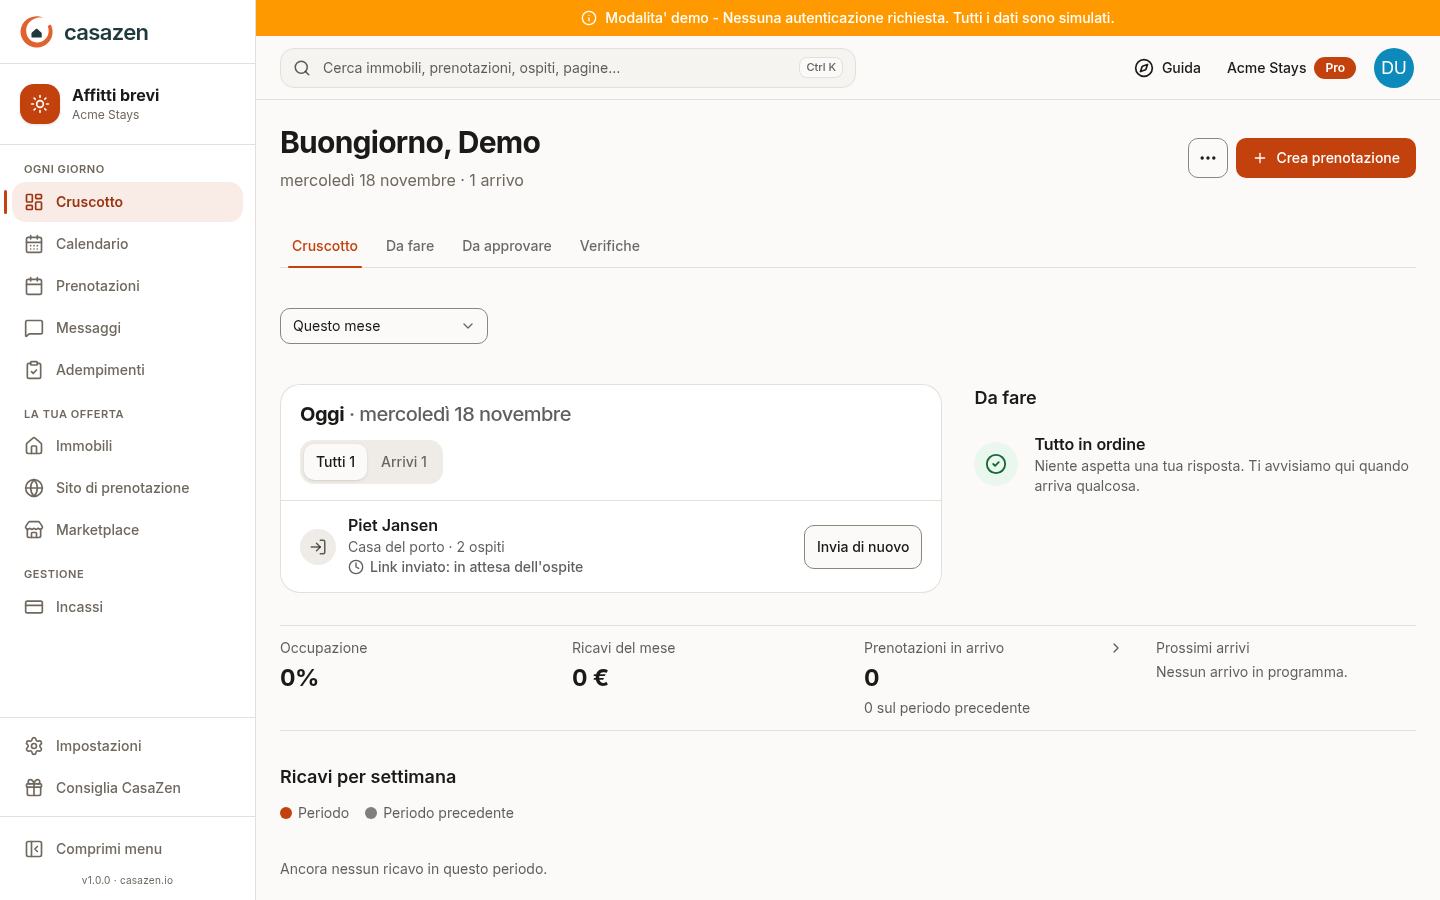 casazen
Affitti brevi
Acme Stays
OGNI GIORNO
Cruscotto
Calendario
Prenotazioni
Messaggi
Adempimenti
LA TUA OFFERTA
Immobili
Sito di prenotazione
Marketplace
GESTIONE
Incassi
Impostazioni
Consiglia CasaZen
Comprimi menu
v1.0.0 · casazen.io
Modalita' demo - Nessuna autenticazione richiesta. Tutti i dati sono simulati.
Cerca immobili, prenotazioni, ospiti, pagine... Ctrl K
Guida
Acme Stays Pro
DU
Buongiorno, Demo
mercoledì 18 novembre · 1 arrivo
Crea prenotazione
Cruscotto Da fare Da approvare Verifiche
Questo mese
Oggi · mercoledì 18 novembre
Tutti 1 Arrivi 1
Piet Jansen
Casa del porto · 2 ospiti
Link inviato: in attesa dell'ospite
Invia di nuovo
Da fare
Tutto in ordine
Niente aspetta una tua risposta. Ti avvisiamo qui quando
arriva qualcosa.
Occupazione
0%
Ricavi del mese
0 €
Prenotazioni in arrivo
0
0 sul periodo precedente
Prossimi arrivi
Nessun arrivo in programma.
Ricavi per settimana
Periodo Periodo precedente
Ancora nessun ricavo in questo periodo.